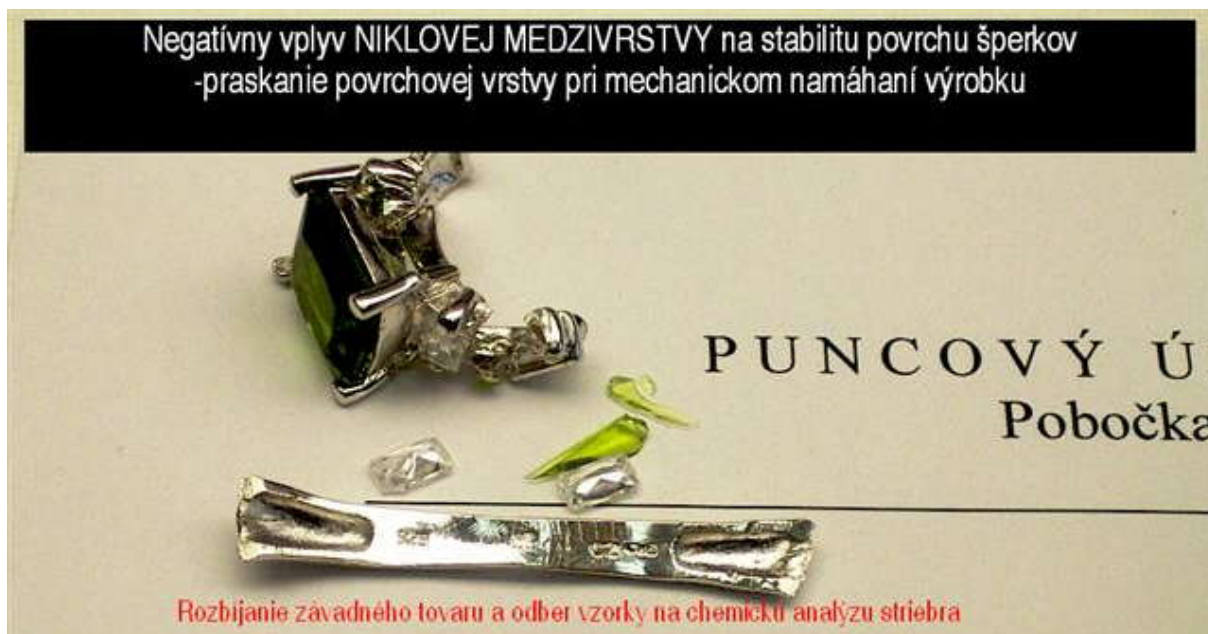 Negatívny vplyv NIKLOVEJ MEDZIVRSTVY na stabilitu povrchu šperkov
-praskanie povrchovej vrstvy pri mechanickom namáhaní výrobku
PUNCOVÝ Ú
Pobočka
Rozbíjanie závadného tovaru a odber vzorky na chemickú analýzu striebra